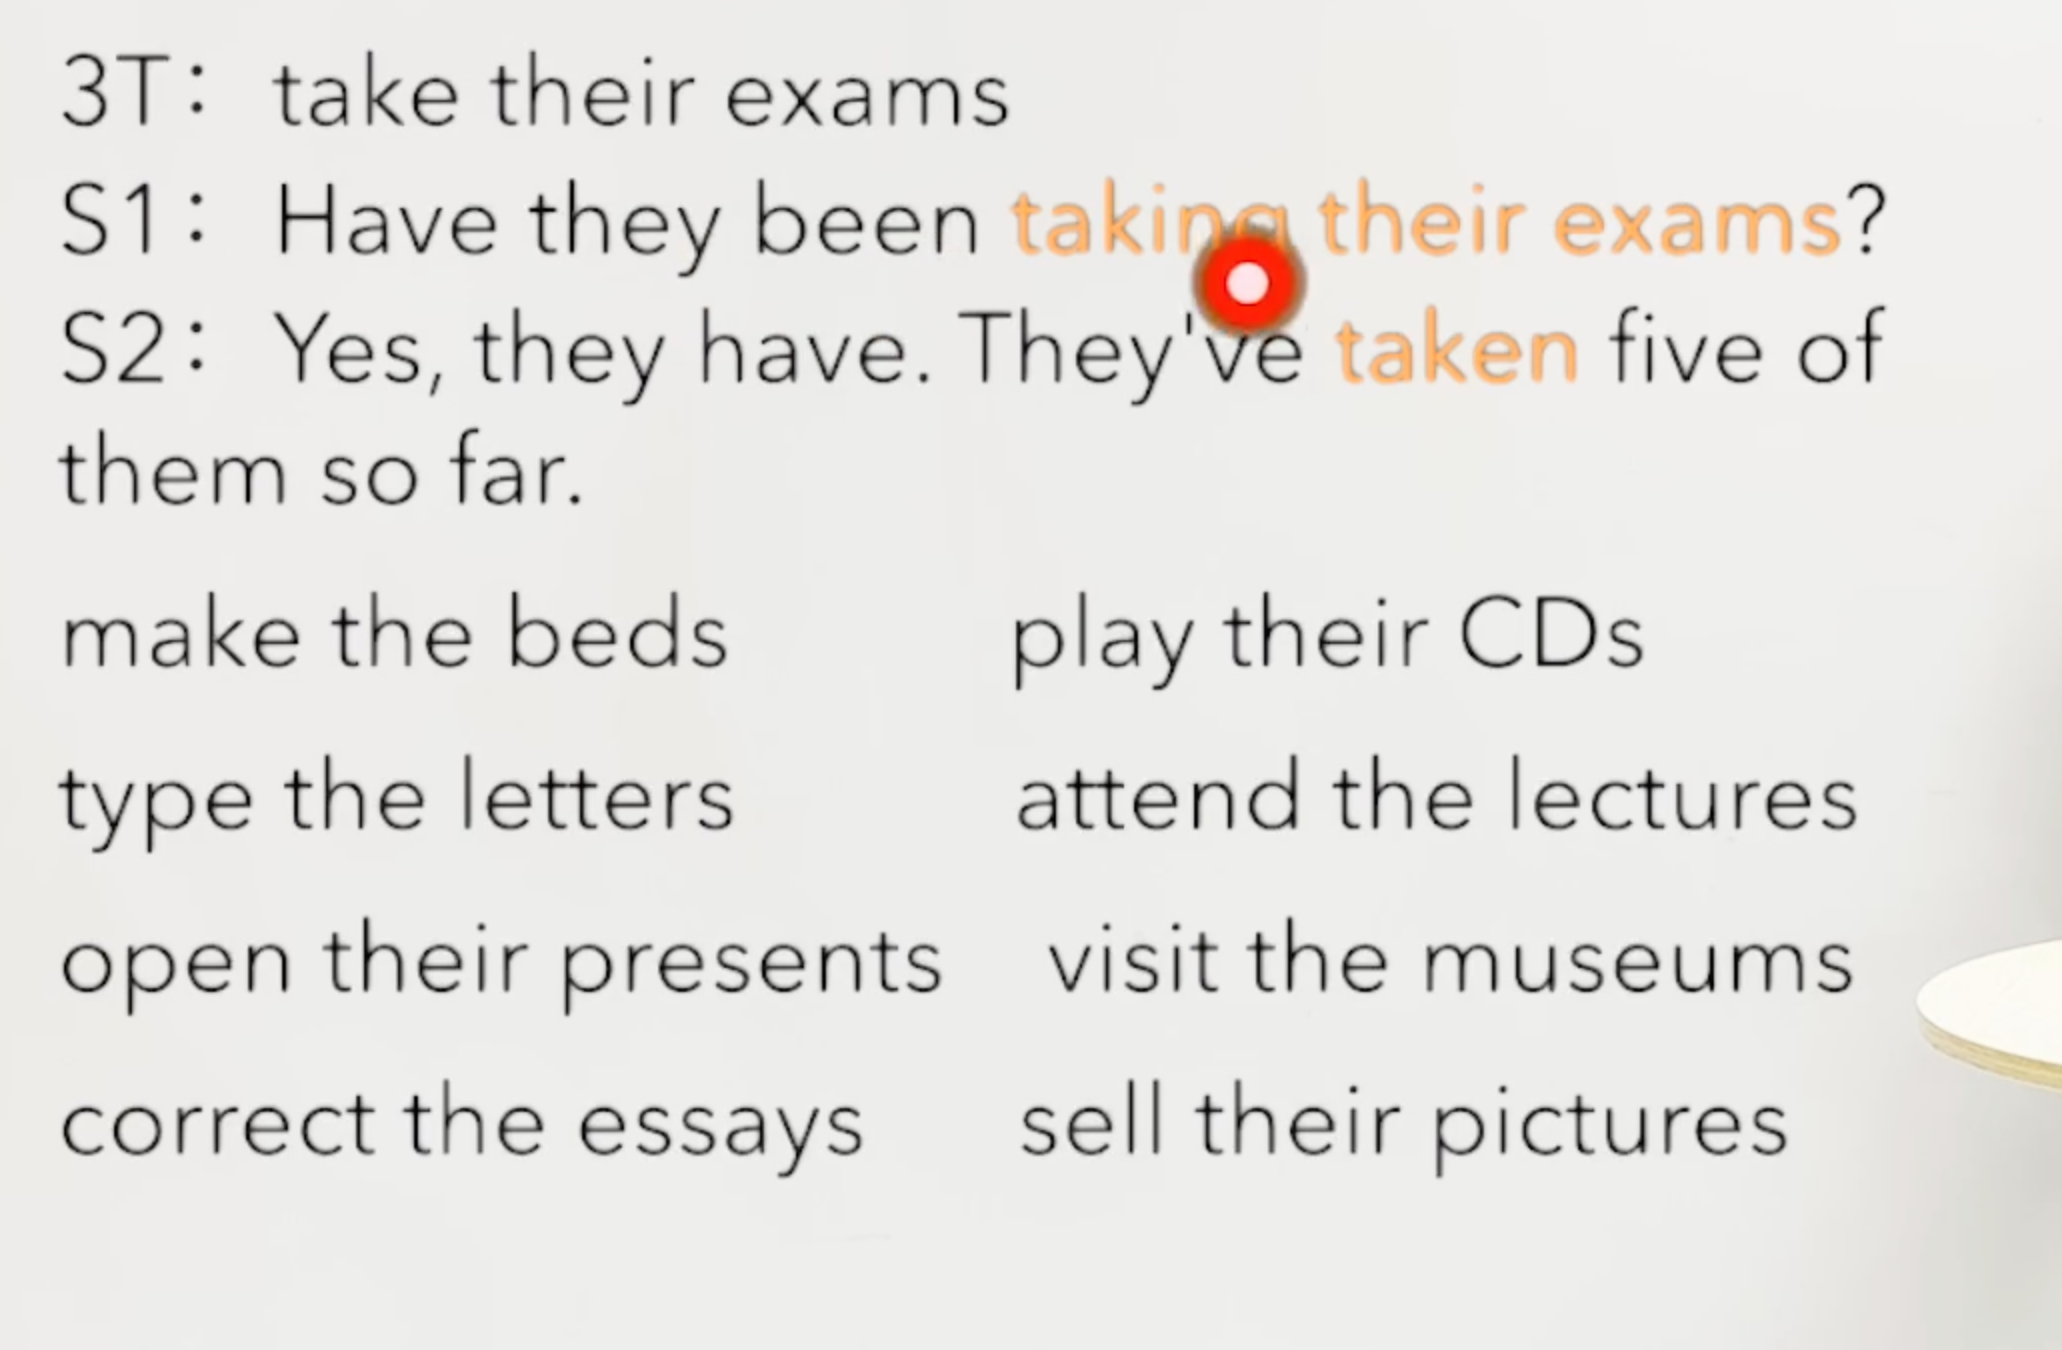 3T: take their exams
S1: Have they been taking their exams?
S2: Yes, they have. They've taken five of
them so far.
make the beds play their CDs
type the letters attend the lectures
open their presents visit the museums
correct the essays sell their pictures